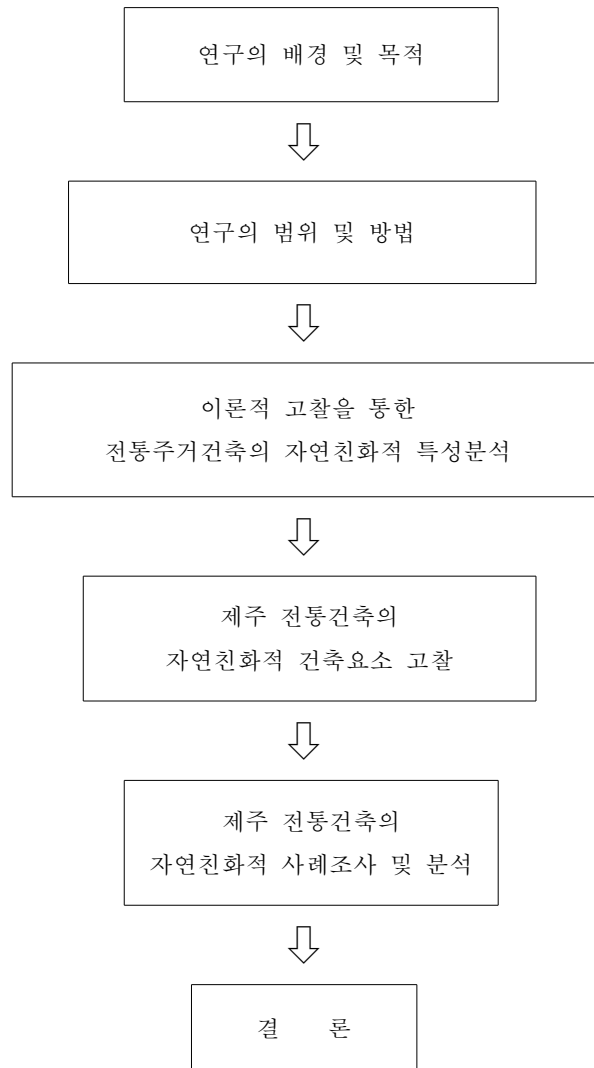 연구의 배경 및 목적
연구의 범위 및 방법
이론적 고찰을 통한
전통주거건축의 자연친화적 특성분석
제주 전통건축의
자연친화적 건축요소 고찰
제주 전통건축의
자연친화적 사례조사 및 분석
결 론